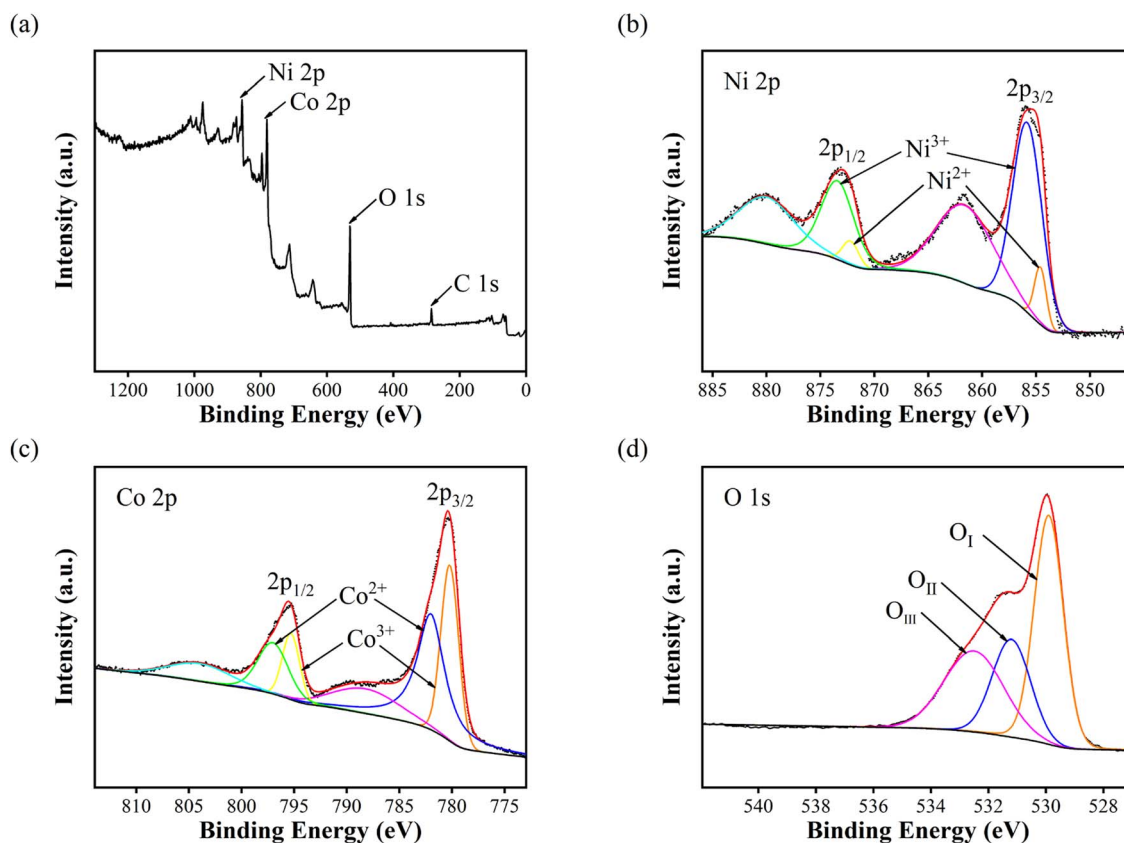 (a)
Ni 2p
Co 2p
O 1s
C 1s
Intensity (a.u.)
1200 1000 800 600 400 200 0
Binding Energy (eV)
(b)
Ni 2p
2p3/2
2p1/2
Ni3+
Ni2+
Intensity (a.u.)
885 880 875 870 865 860 855 850
Binding Energy (eV)
(c)
Co 2p
2p3/2
2p1/2
Co2+
Co3+
Intensity (a.u.)
810 805 800 795 790 785 780 775
Binding Energy (eV)
(d)
O 1s
OI
OII
OIII
Intensity (a.u.)
540 538 536 534 532 530 528
Binding Energy (eV)